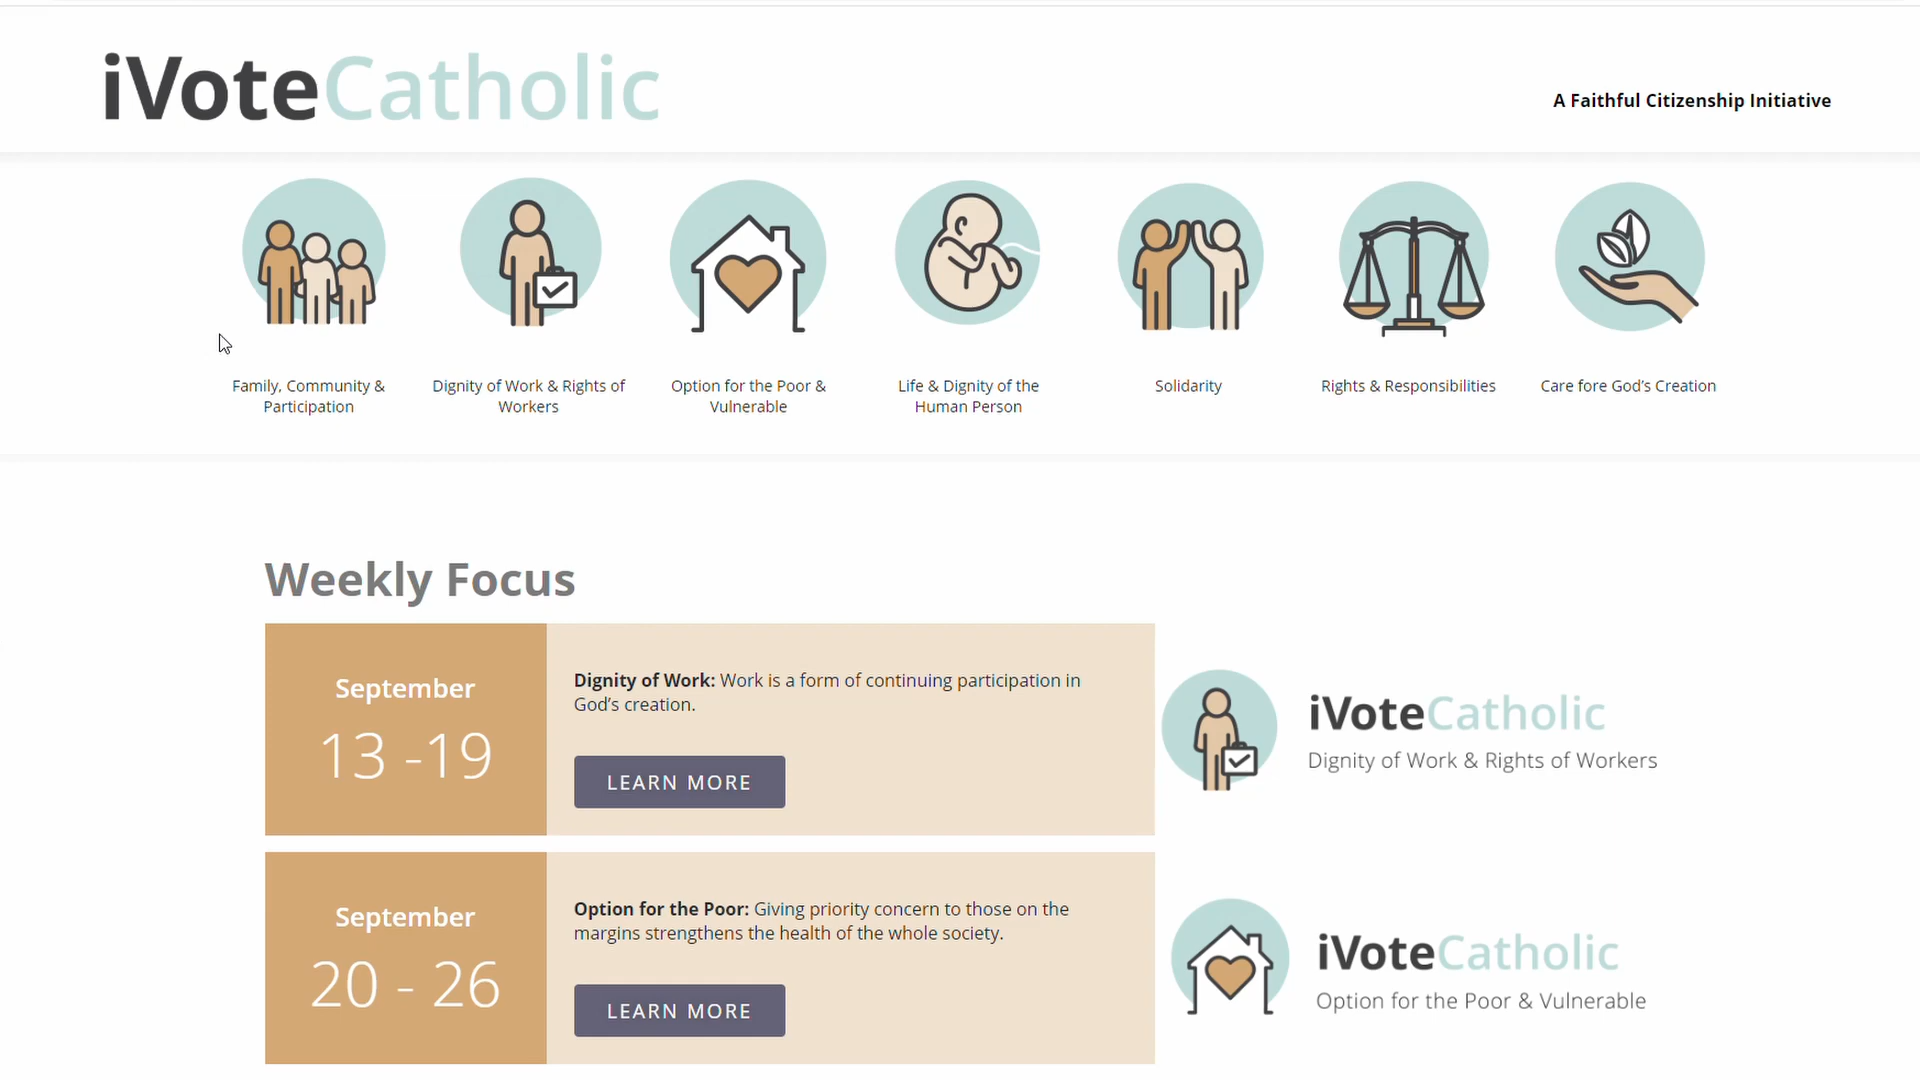 iVoteCatholic
A Faithful Citizenship Initiative
Family, Community &
Participation
Dignity of Work & Rights of
Workers
Option for the Poor &
Vulnerable
Life & Dignity of the
Human Person
Solidarity
Rights & Responsibilities
Care fore God’s Creation
Weekly Focus
September
13 -19
Dignity of Work: Work is a form of continuing participation in
God’s creation.
LEARN MORE
iVoteCatholic
Dignity of Work & Rights of Workers
September
20 - 26
Option for the Poor: Giving priority concern to those on the
margins strengthens the health of the whole society.
LEARN MORE
iVoteCatholic
Option for the Poor & Vulnerable